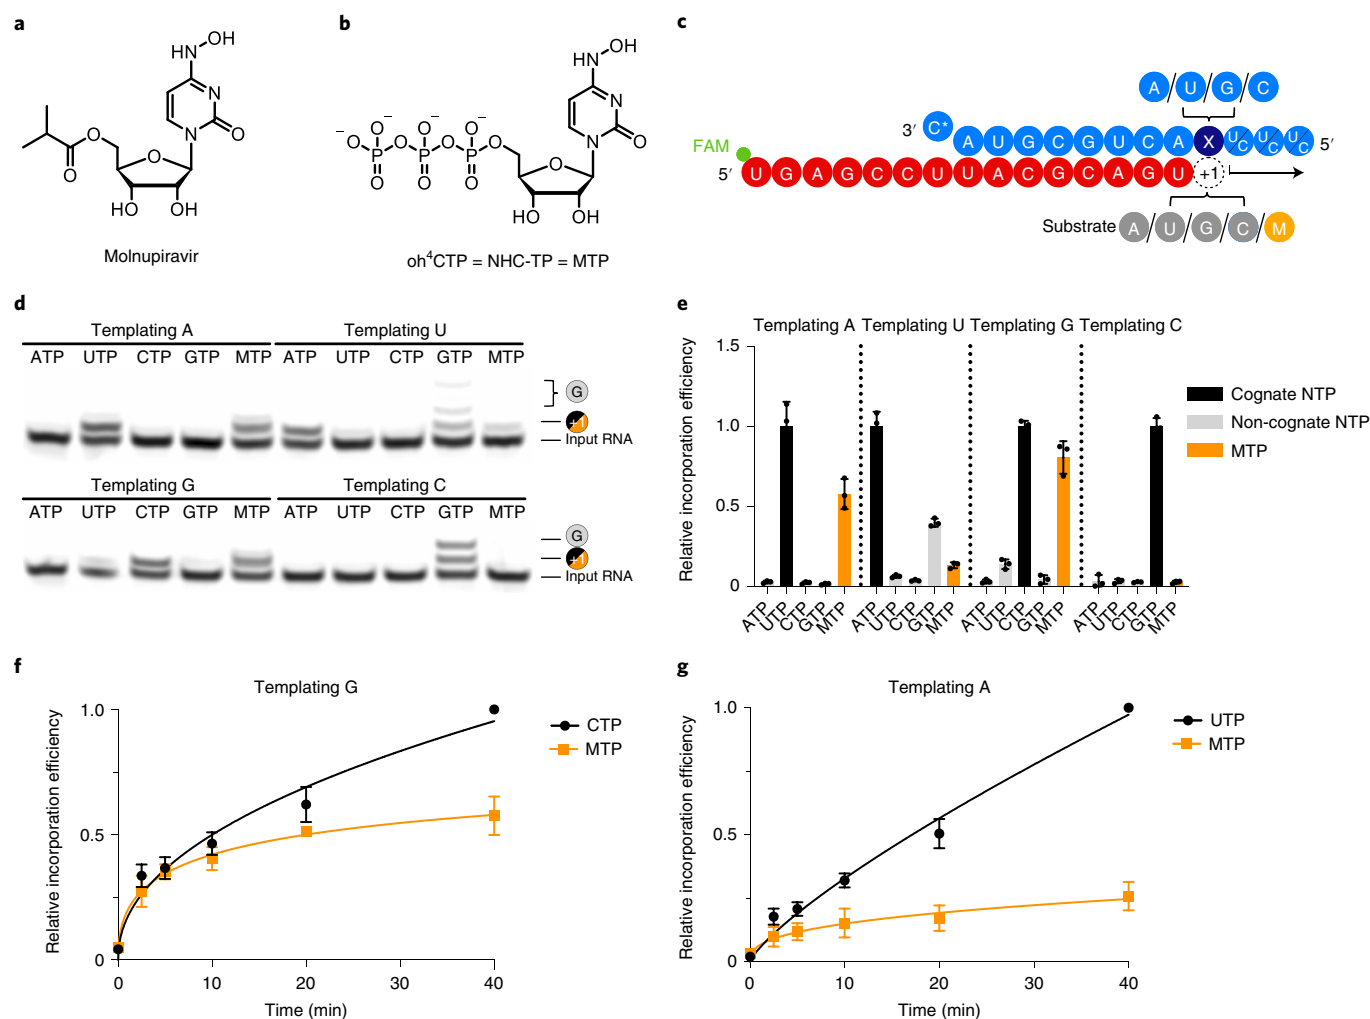 a
HN
OH
N
N
O
O
O
O
HO
OH
Molnupiravir
b
HN
OH
N
N
O
O− O− O−
P O P O P O
O O O
O
HO
OH
oh4CTP = NHC-TP = MTP
c
A / U / G / C
3′ C* A U G C G U C A X U/C U/C U/C 5′
FAM
5′ U G A G C C U U A C G C A G U +1
Substrate A / U / G / C / M
d
Templating A Templating U
ATP UTP CTP GTP MTP ATP UTP CTP GTP MTP
G
+1
Input RNA
Templating G Templating C
ATP UTP CTP GTP MTP ATP UTP CTP GTP MTP
G
+1
Input RNA
e
Templating A Templating U Templating G Templating C
Relative incorporation efficiency
1.5
1.0
0.5
0
ATP UTP CTP GTP MTP ATP UTP CTP GTP MTP ATP UTP CTP GTP MTP ATP UTP CTP GTP MTP
Cognate NTP
Non-cognate NTP
MTP
f
Templating G
Relative incorporation efficiency
1.0
0.5
0
0 10 20 30 40
Time (min)
CTP
MTP
g
Templating A
Relative incorporation efficiency
1.0
0.5
0
0 10 20 30 40
Time (min)
UTP
MTP